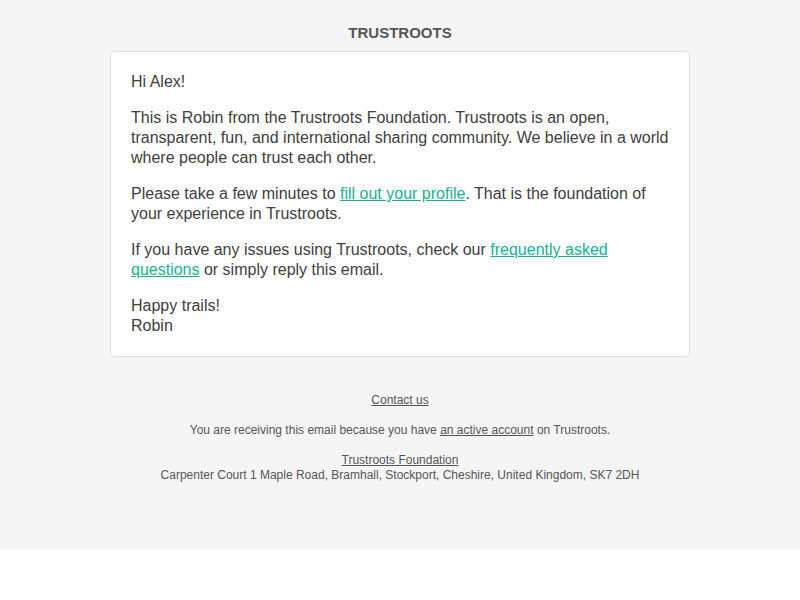 TRUSTROOTS
Hi Alex!
This is Robin from the Trustroots Foundation. Trustroots is an open,
transparent, fun, and international sharing community. We believe in a world
where people can trust each other.
Please take a few minutes to fill out your profile. That is the foundation of
your experience in Trustroots.
If you have any issues using Trustroots, check our frequently asked
questions or simply reply this email.
Happy trails!
Robin
Contact us
You are receiving this email because you have an active account on Trustroots.
Trustroots Foundation
Carpenter Court 1 Maple Road, Bramhall, Stockport, Cheshire, United Kingdom, SK7 2DH